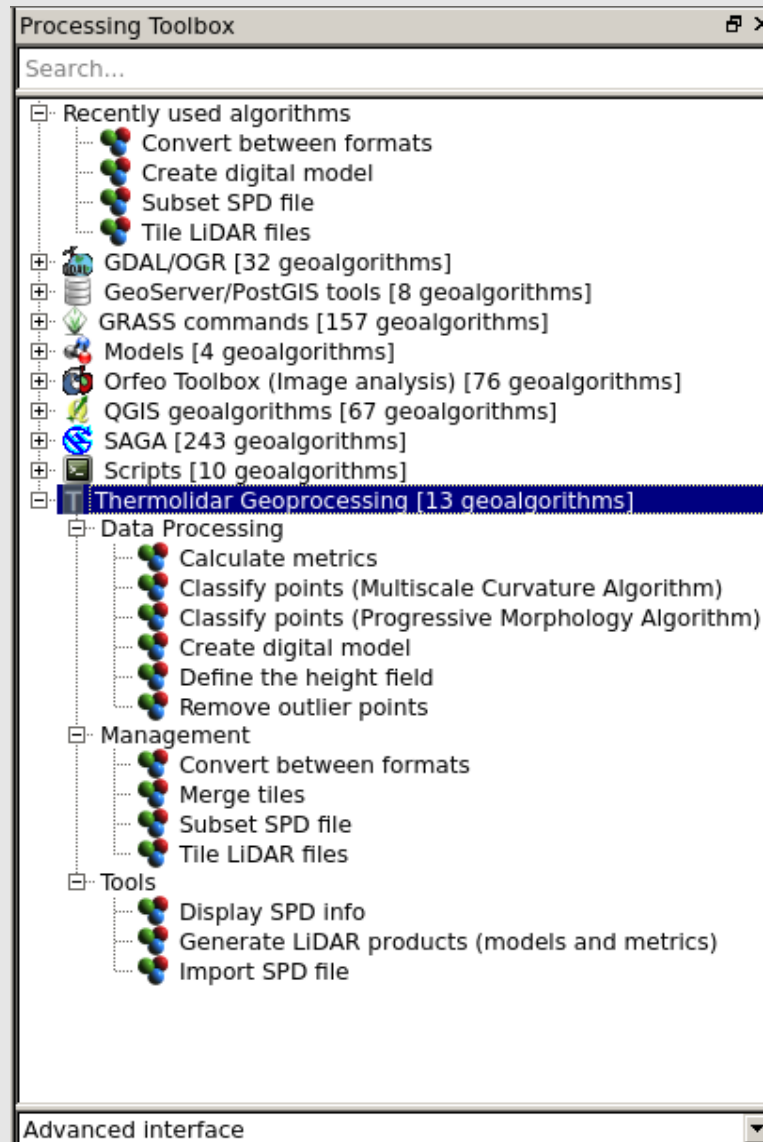 Processing Toolbox
Search...
Recently used algorithms
Convert between formats
Create digital model
Subset SPD file
Tile LiDAR files
GDAL/OGR [32 geoalgorithms]
GeoServer/PostGIS tools [8 geoalgorithms]
GRASS commands [157 geoalgorithms]
Models [4 geoalgorithms]
Orfeo Toolbox (Image analysis) [76 geoalgorithms]
QGIS geoalgorithms [67 geoalgorithms]
SAGA [243 geoalgorithms]
Scripts [10 geoalgorithms]
Thermolidar Geoprocessing [13 geoalgorithms]
Data Processing
Calculate metrics
Classify points (Multiscale Curvature Algorithm)
Classify points (Progressive Morphology Algorithm)
Create digital model
Define the height field
Remove outlier points
Management
Convert between formats
Merge tiles
Subset SPD file
Tile LiDAR files
Tools
Display SPD info
Generate LiDAR products (models and metrics)
Import SPD file
Advanced interface